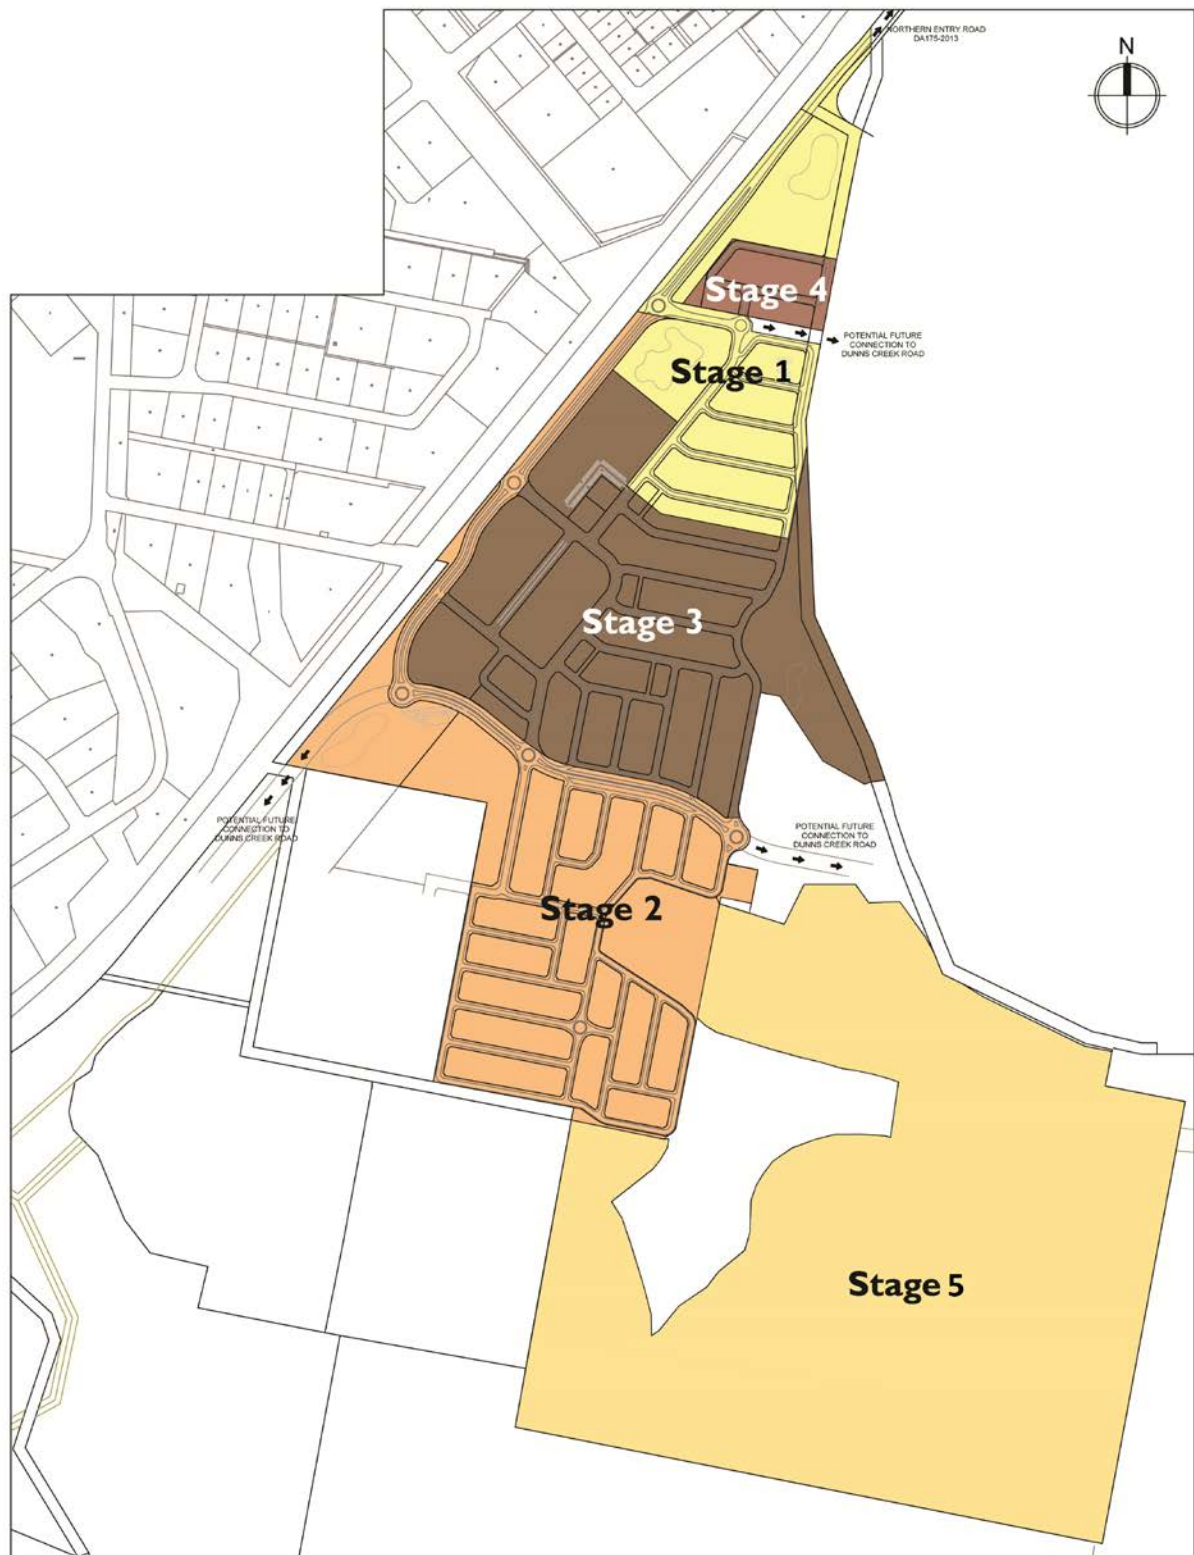 NORTHERN ENTRY ROAD
DA175-2013
N
Stage 4
POTENTIAL FUTURE
CONNECTION TO
DUNNS CREEK ROAD
Stage 1
Stage 3
POTENTIAL FUTURE
CONNECTION TO
DUNNS CREEK ROAD
POTENTIAL FUTURE
CONNECTION TO
DUNNS CREEK ROAD
Stage 2
Stage 5